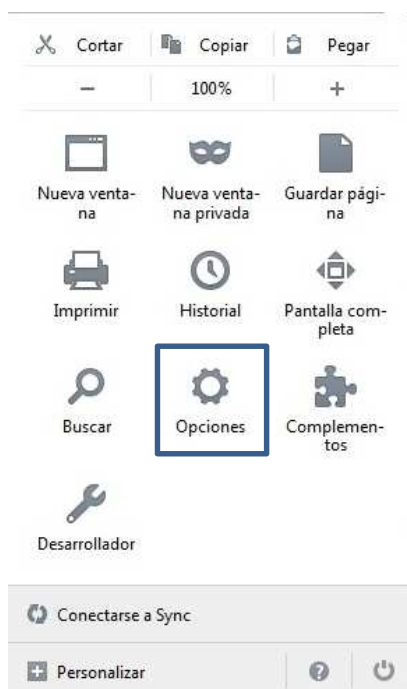 Cortar Copiar Pegar
− 100% +
Nueva venta-
na
Nueva venta-
na privada
Guardar pági-
na
Imprimir
Historial
Pantalla com-
pleta
Buscar
Opciones
Complemen-
tos
Desarrollador
Conectarse a Sync
Personalizar ?